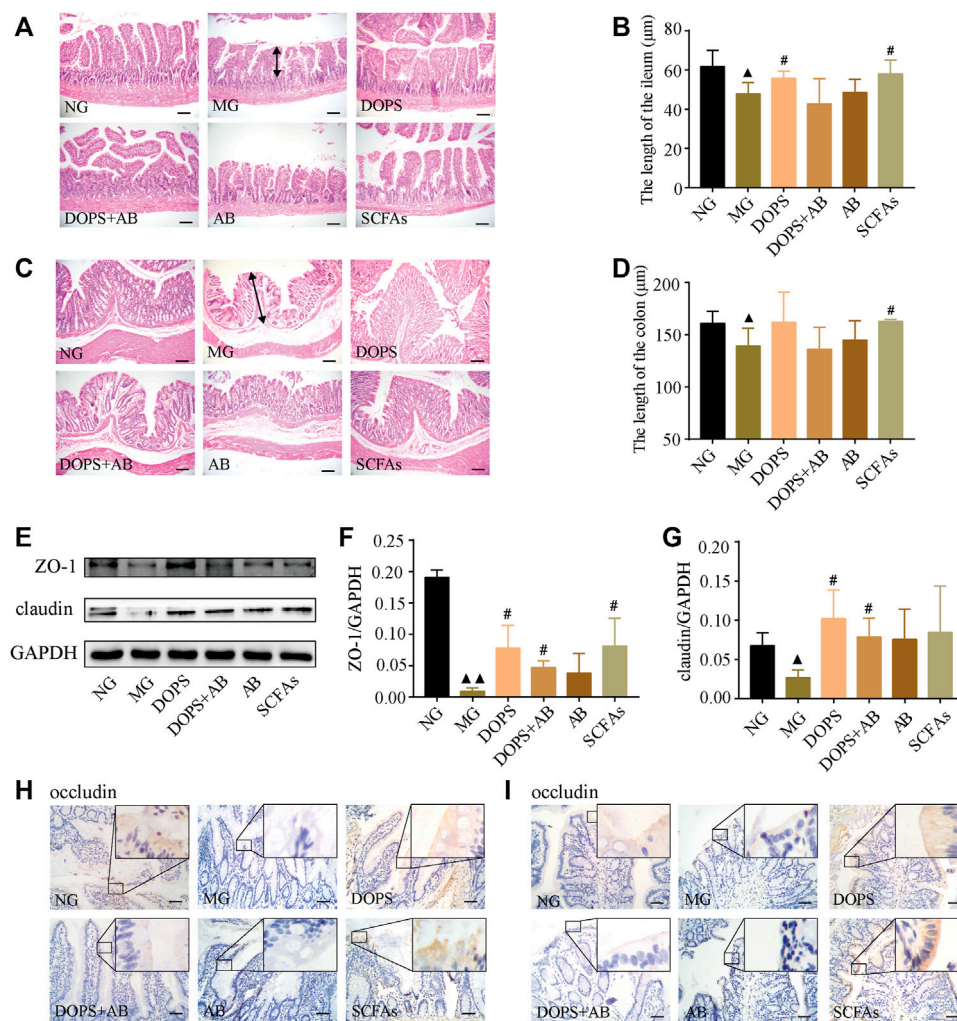 A
NG
MG
DOPS
DOPS+AB
AB
SCFAs
B
The length of the ileum (μm)
80
60
40
20
0
NG
MG
DOPS
DOPS+AB
AB
SCFAs
▲
#
#
C
NG
MG
DOPS
DOPS+AB
AB
SCFAs
D
The length of the colon (μm)
200
150
100
50
NG
MG
DOPS
DOPS+AB
AB
SCFAs
▲
#
E
ZO-1
claudin
GAPDH
NG
MG
DOPS
DOPS+AB
AB
SCFAs
F
ZO-1/GAPDH
0.20
0.15
0.10
0.05
0.00
NG
MG
DOPS
DOPS+AB
AB
SCFAs
▲▲
#
#
#
G
claudin/GAPDH
0.20
0.15
0.10
0.05
0.00
NG
MG
DOPS
DOPS+AB
AB
SCFAs
▲
#
#
H
occludin
NG
MG
DOPS
DOPS+AB
AB
SCFAs
I
occludin
NG
MG
DOPS
DOPS+AB
AB
SCFAs